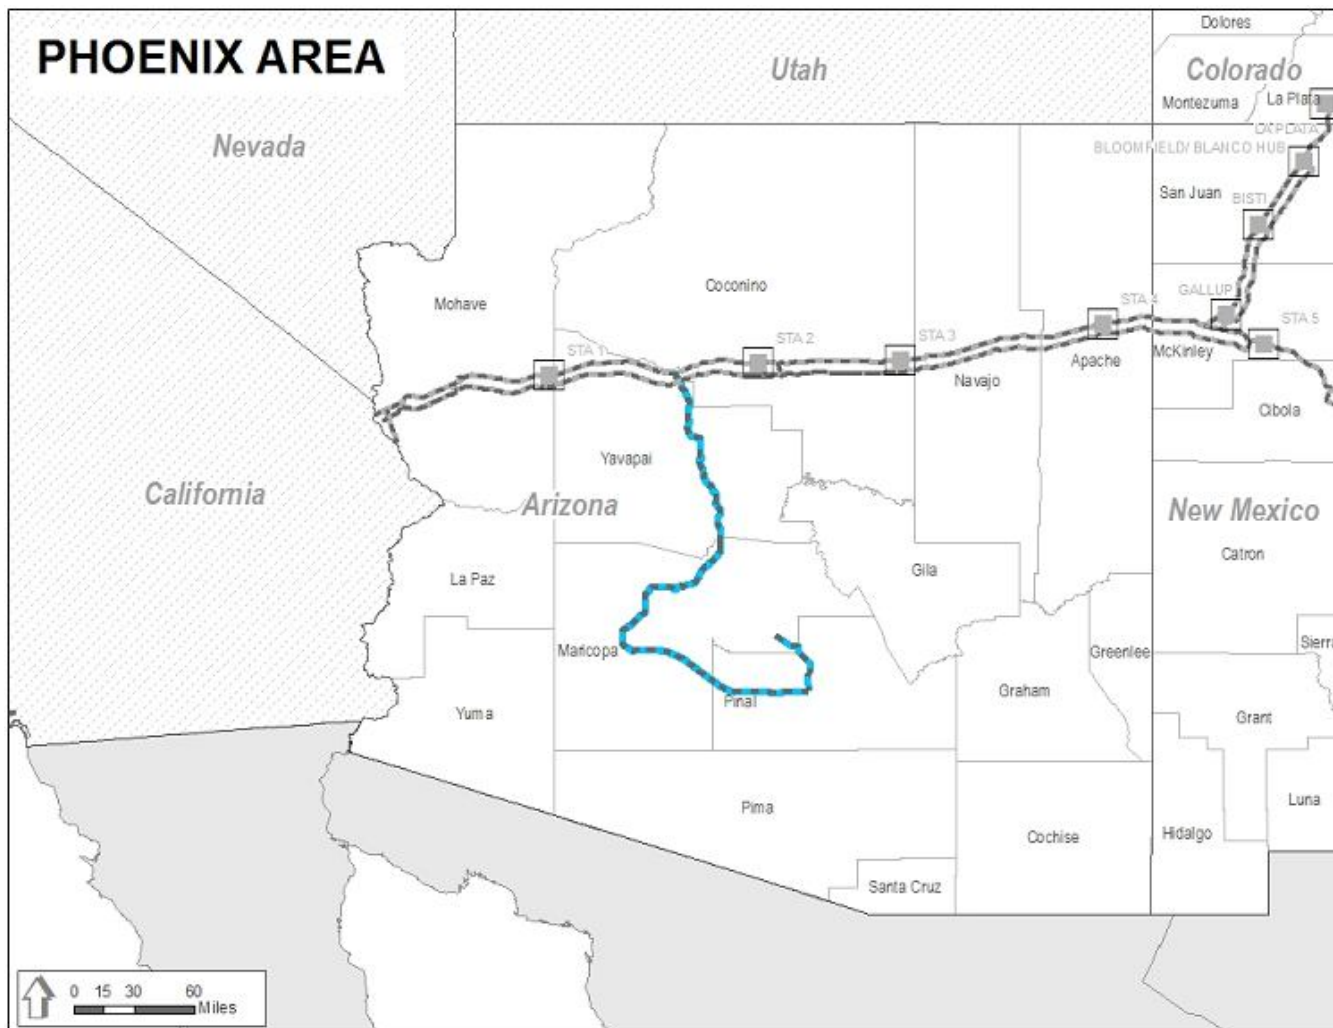 PHOENIX AREA
Dolores
Utah
Colorado
Montezuma
La Plata
LA PLATA
Nevada
BLOOMFIELD/ BLANCO HUB
San Juan
BISTI
Coconino
Mohave
GALLUP
STA 4
STA 5
STA 1
STA 2
STA 3
McKinley
Apache
Navajo
Cibola
Yavapai
California
Arizona
New Mexico
Catron
Gila
La Paz
Maricopa
Greenlee
Sierra
Graham
Pinal
Yuma
Grant
Pima
Luna
Cochise
Hidalgo
Santa Cruz
0 15 30 60
Miles